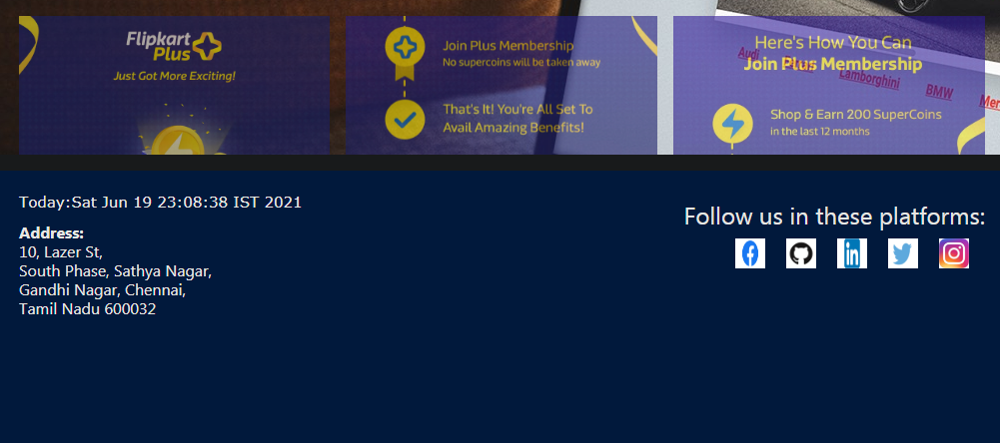 Flipkart
Plus
Just Got More Exciting!
Join Plus Membership
No supercoins will be taken away
That's It! You're All Set To
Avail Amazing Benefits!
Here's How You Can
Join Plus Membership
Audi
Lamborghini
BMW
Shop & Earn 200 SuperCoins
in the last 12 months
Today:Sat Jun 19 23:08:38 IST 2021
Address:
10, Lazer St,
South Phase, Sathya Nagar,
Gandhi Nagar, Chennai,
Tamil Nadu 600032
Follow us in these platforms:
in